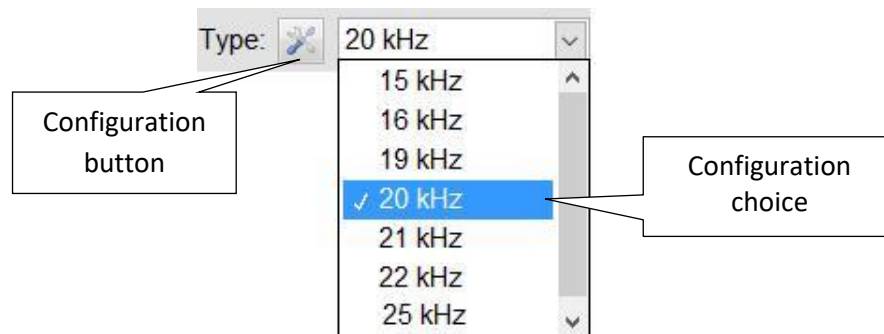 Type: 20 kHz
15 kHz
16 kHz
19 kHz
✓ 20 kHz
21 kHz
22 kHz
25 kHz
Configuration
button
Configuration
choice